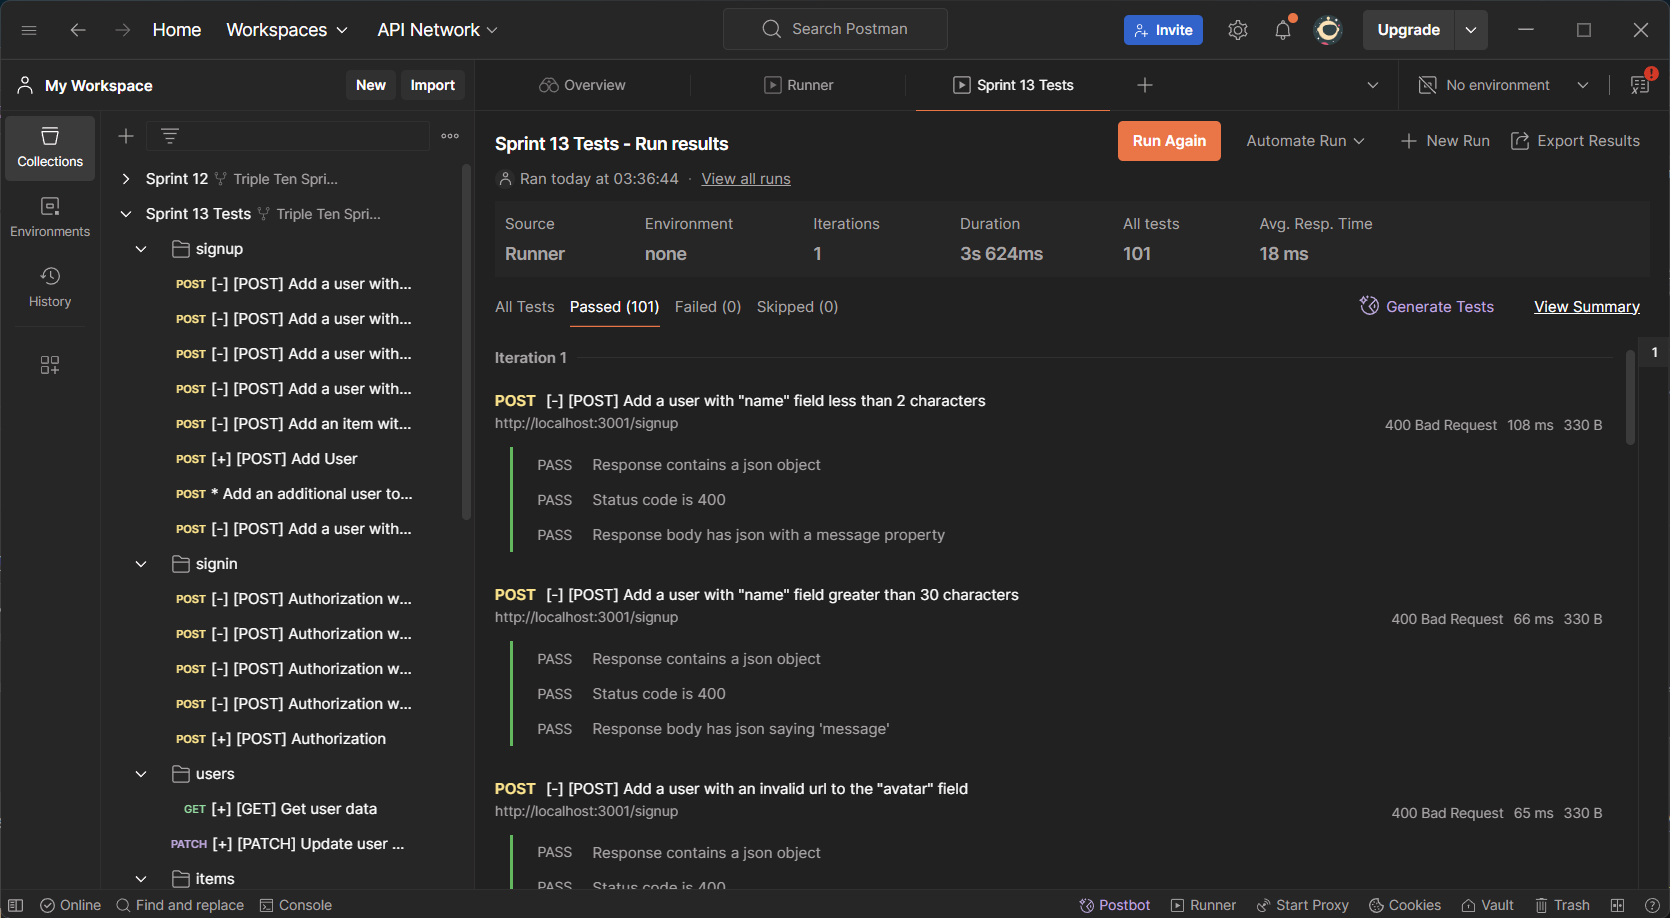 Home
Workspaces
API Network
Search Postman
Invite
Upgrade
My Workspace
New
Import
Overview
Runner
Sprint 13 Tests
No environment
!
Collections
Environments
History
Sprint 12 Triple Ten Spri...
Sprint 13 Tests Triple Ten Spri...
signup
POST [-] [POST] Add a user with...
POST [-] [POST] Add a user with...
POST [-] [POST] Add a user with...
POST [-] [POST] Add a user with...
POST [-] [POST] Add an item wit...
POST [+] [POST] Add User
POST * Add an additional user to...
POST [-] [POST] Add a user with...
signin
POST [-] [POST] Authorization w...
POST [-] [POST] Authorization w...
POST [-] [POST] Authorization w...
POST [-] [POST] Authorization w...
POST [+] [POST] Authorization
users
GET [+] [GET] Get user data
PATCH [+] [PATCH] Update user ...
items
Sprint 13 Tests - Run results
Run Again
Automate Run
New Run
Export Results
Ran today at 03:36:44 · View all runs
Source Environment Iterations Duration All tests Avg. Resp. Time
Runner none 1 3s 624ms 101 18 ms
All Tests Passed (101) Failed (0) Skipped (0)
Generate Tests
View Summary
Iteration 1
1
POST [-] [POST] Add a user with "name" field less than 2 characters
http://localhost:3001/signup
400 Bad Request 108 ms 330 B
PASS Response contains a json object
PASS Status code is 400
PASS Response body has json with a message property
POST [-] [POST] Add a user with "name" field greater than 30 characters
http://localhost:3001/signup
400 Bad Request 66 ms 330 B
PASS Response contains a json object
PASS Status code is 400
PASS Response body has json saying 'message'
POST [-] [POST] Add a user with an invalid url to the "avatar" field
http://localhost:3001/signup
400 Bad Request 65 ms 330 B
PASS Response contains a json object
PASS Status code is 400
Online
Find and replace
Console
Postbot
Runner
Start Proxy
Cookies
Vault
Trash